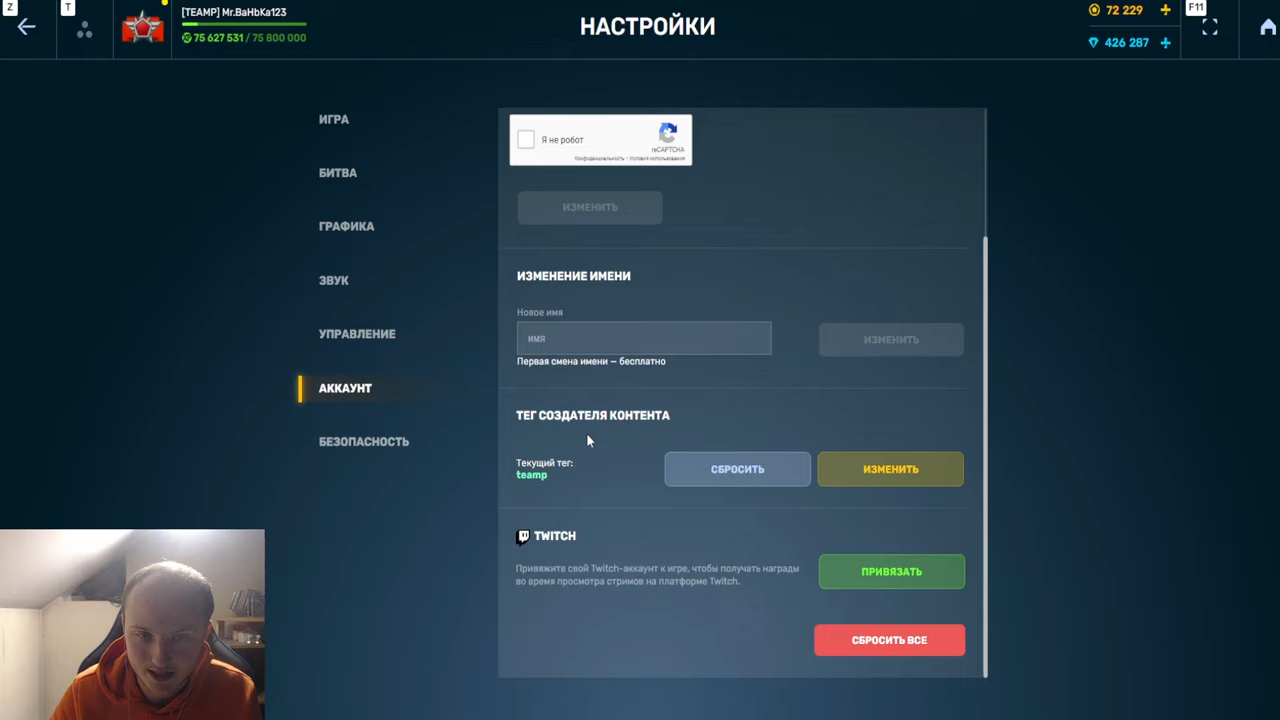 Z
T
[TEAMP] Mr.BaHbKa123
75 627 531 / 75 800 000
НАСТРОЙКИ
72 229
426 287
F11
ИГРА
БИТВА
ГРАФИКА
ЗВУК
УПРАВЛЕНИЕ
АККАУНТ
БЕЗОПАСНОСТЬ
Я не робот
reCAPTCHA
Конфиденциальность - Условия использования
ИЗМЕНИТЬ
ИЗМЕНЕНИЕ ИМЕНИ
Новое имя
имя
ИЗМЕНИТЬ
Первая смена имени — бесплатно
ТЕГ СОЗДАТЕЛЯ КОНТЕНТА
Текущий тег:
teamp
СБРОСИТЬ
ИЗМЕНИТЬ
TWITCH
Привяжите свой Twitch-аккаунт к игре, чтобы получать награды
во время просмотра стримов на платформе Twitch.
ПРИВЯЗАТЬ
СБРОСИТЬ ВСЕ